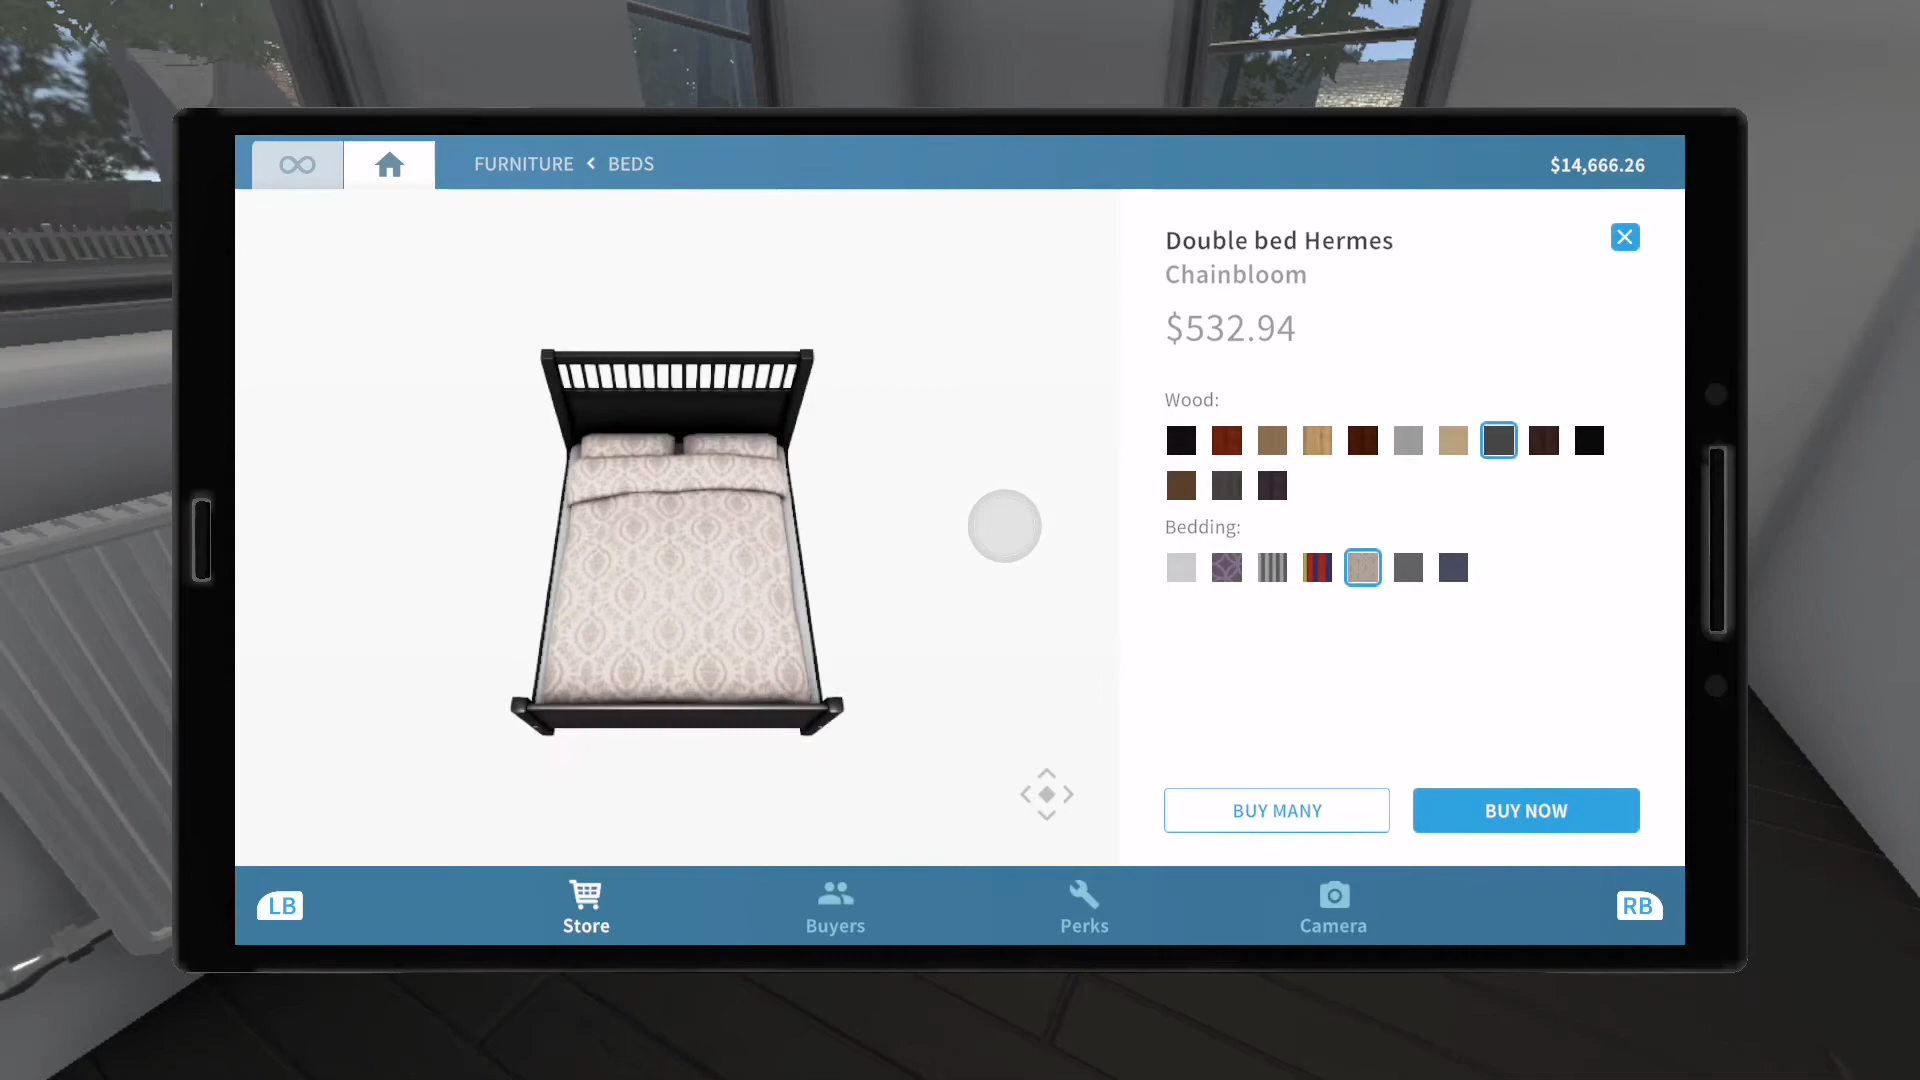 FURNITURE < BEDS
$14,666.26
Double bed Hermes
Chainbloom
$532.94
Wood:
Bedding:
BUY MANY
BUY NOW
LB
Store
Buyers
Perks
Camera
RB